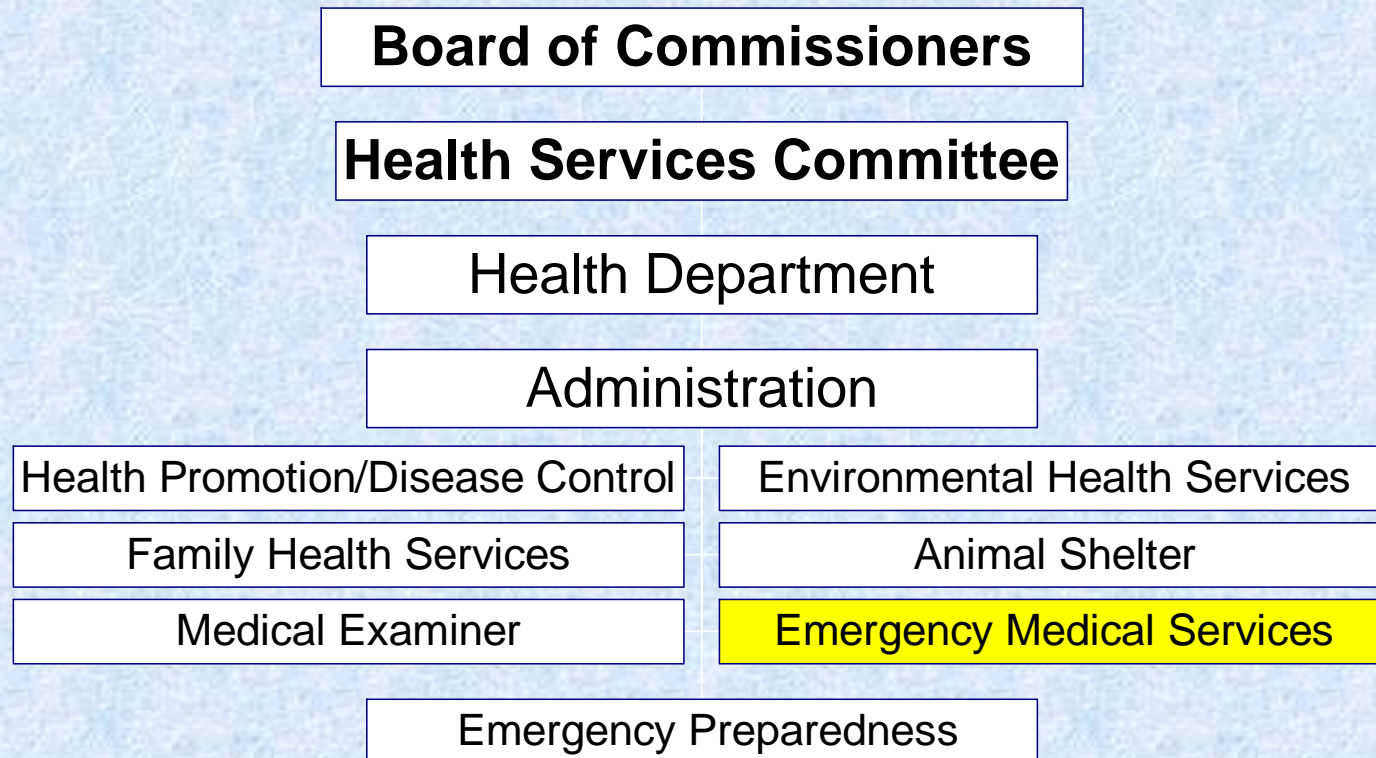 Board of Commissioners
Health Services Committee
Health Department
Administration
Health Promotion/Disease Control
Environmental Health Services
Family Health Services
Animal Shelter
Medical Examiner
Emergency Medical Services
Emergency Preparedness